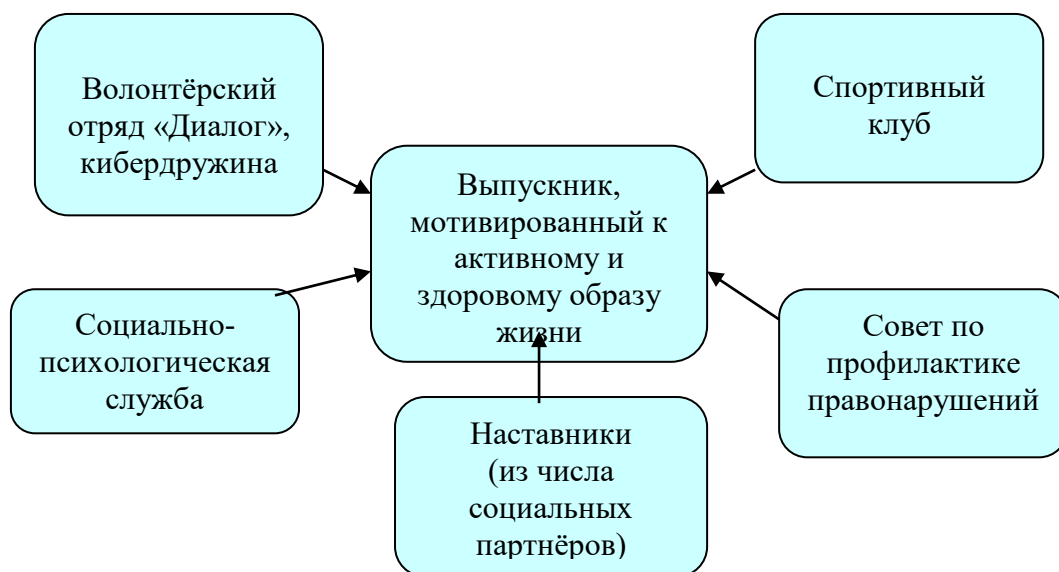 Волонтёрский
отряд «Диалог»,
кибердружина
Спортивный
клуб
Выпускник,
мотивированный к
активному и
здоровому образу
жизни
Социально-
психологическая
служба
Совет по
профилактике
правонарушений
Наставники
(из числа
социальных
партнёров)